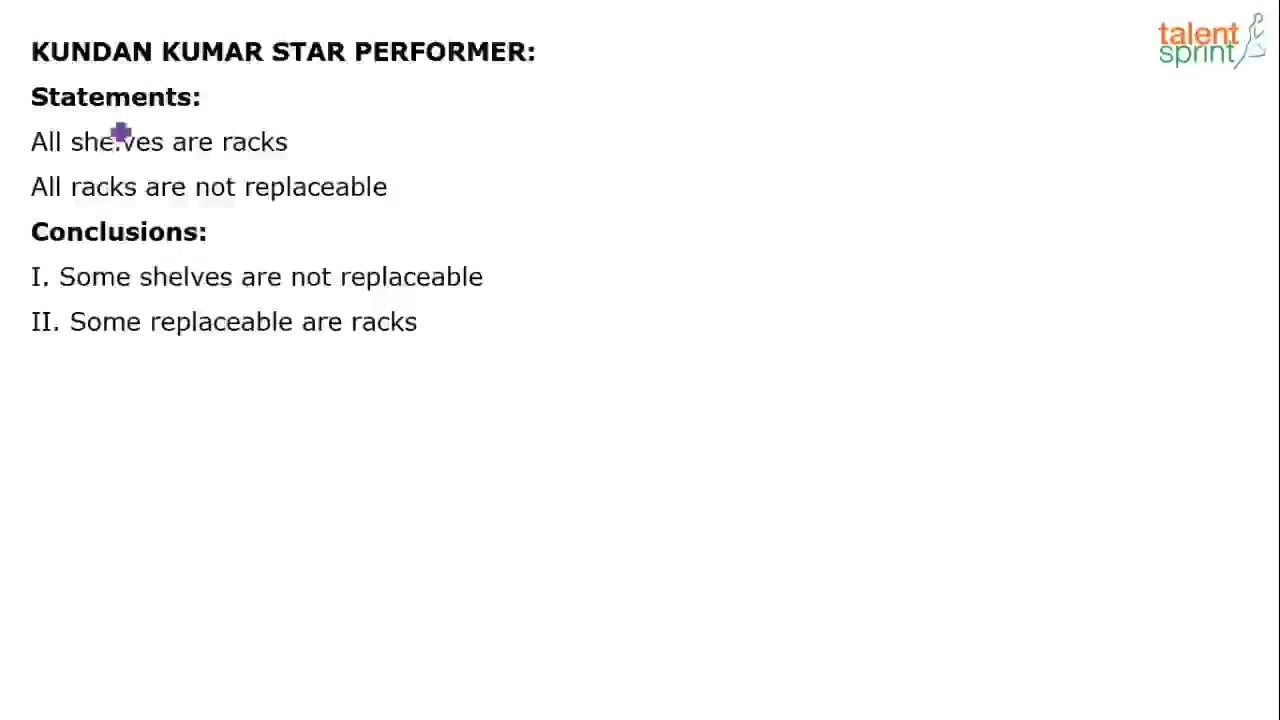 talent
sprint
KUNDAN KUMAR STAR PERFORMER:
Statements:
All shelves are racks
All racks are not replaceable
Conclusions:
I. Some shelves are not replaceable
II. Some replaceable are racks